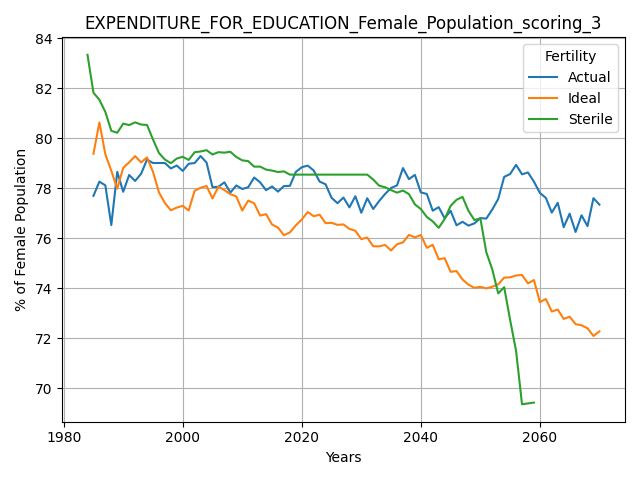 EXPENDITURE_FOR_EDUCATION_Female_Population_scoring_3
84
82
80
78
76
74
72
70
% of Female Population
Fertility
Actual
Ideal
Sterile
1980
2000
2020
2040
2060
Years